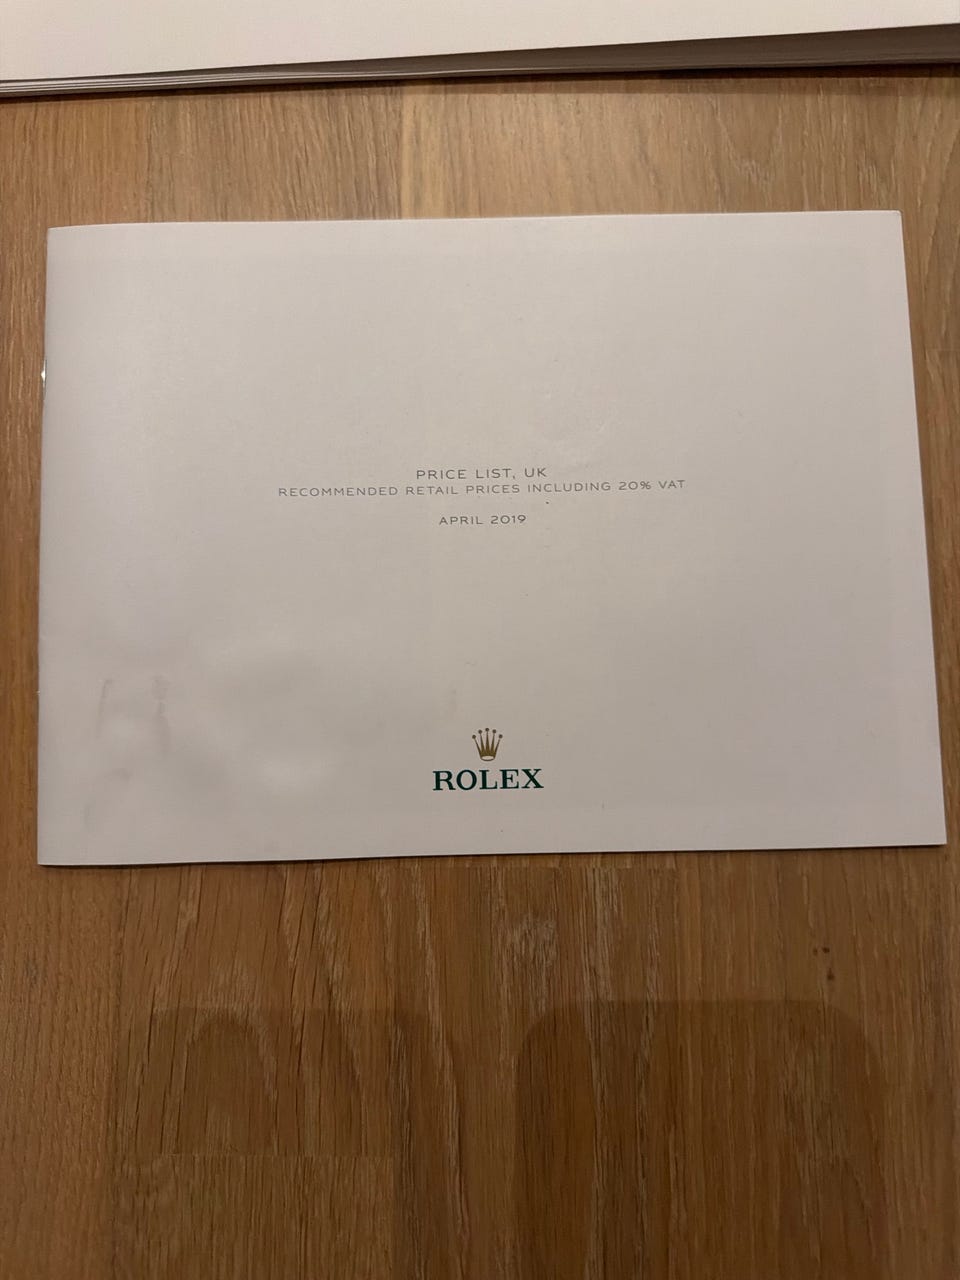 PRICE LIST, UK
RECOMMENDED RETAIL PRICES INCLUDING 20% VAT
APRIL 2019
ROLEX